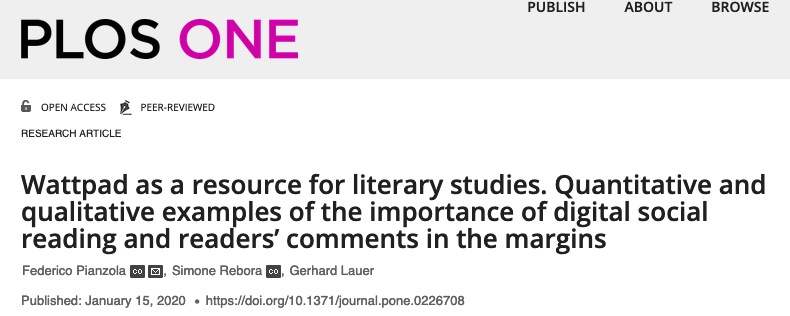 PUBLISH ABOUT BROWSE
PLOS ONE
OPEN ACCESS PEER-REVIEWED
RESEARCH ARTICLE
Wattpad as a resource for literary studies. Quantitative and
qualitative examples of the importance of digital social
reading and readers’ comments in the margins
Federico Pianzola co, Simone Rebora co, Gerhard Lauer
Published: January 15, 2020 • https://doi.org/10.1371/journal.pone.0226708